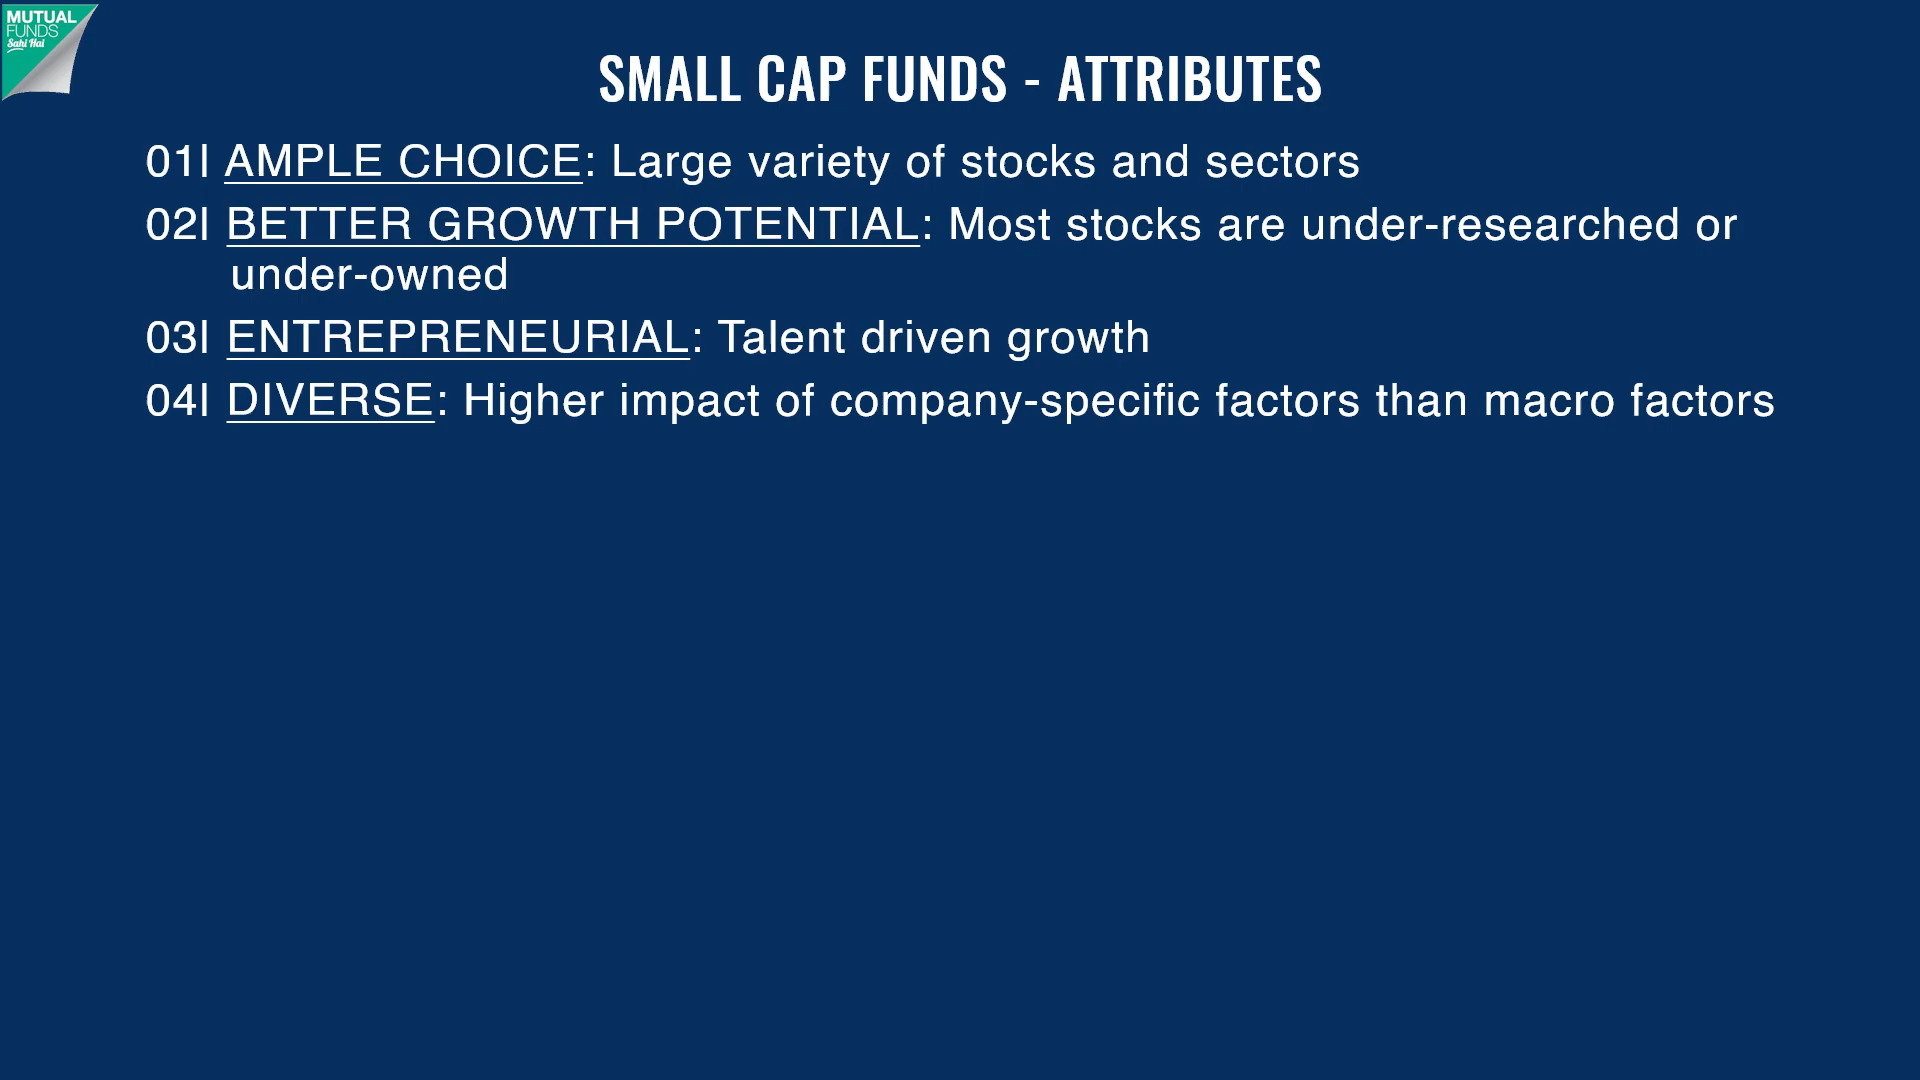 MUTUAL
FUNDS
Sahi Hai
SMALL CAP FUNDS - ATTRIBUTES
01| AMPLE CHOICE: Large variety of stocks and sectors
02| BETTER GROWTH POTENTIAL: Most stocks are under-researched or
under-owned
03| ENTREPRENEURIAL: Talent driven growth
04| DIVERSE: Higher impact of company-specific factors than macro factors